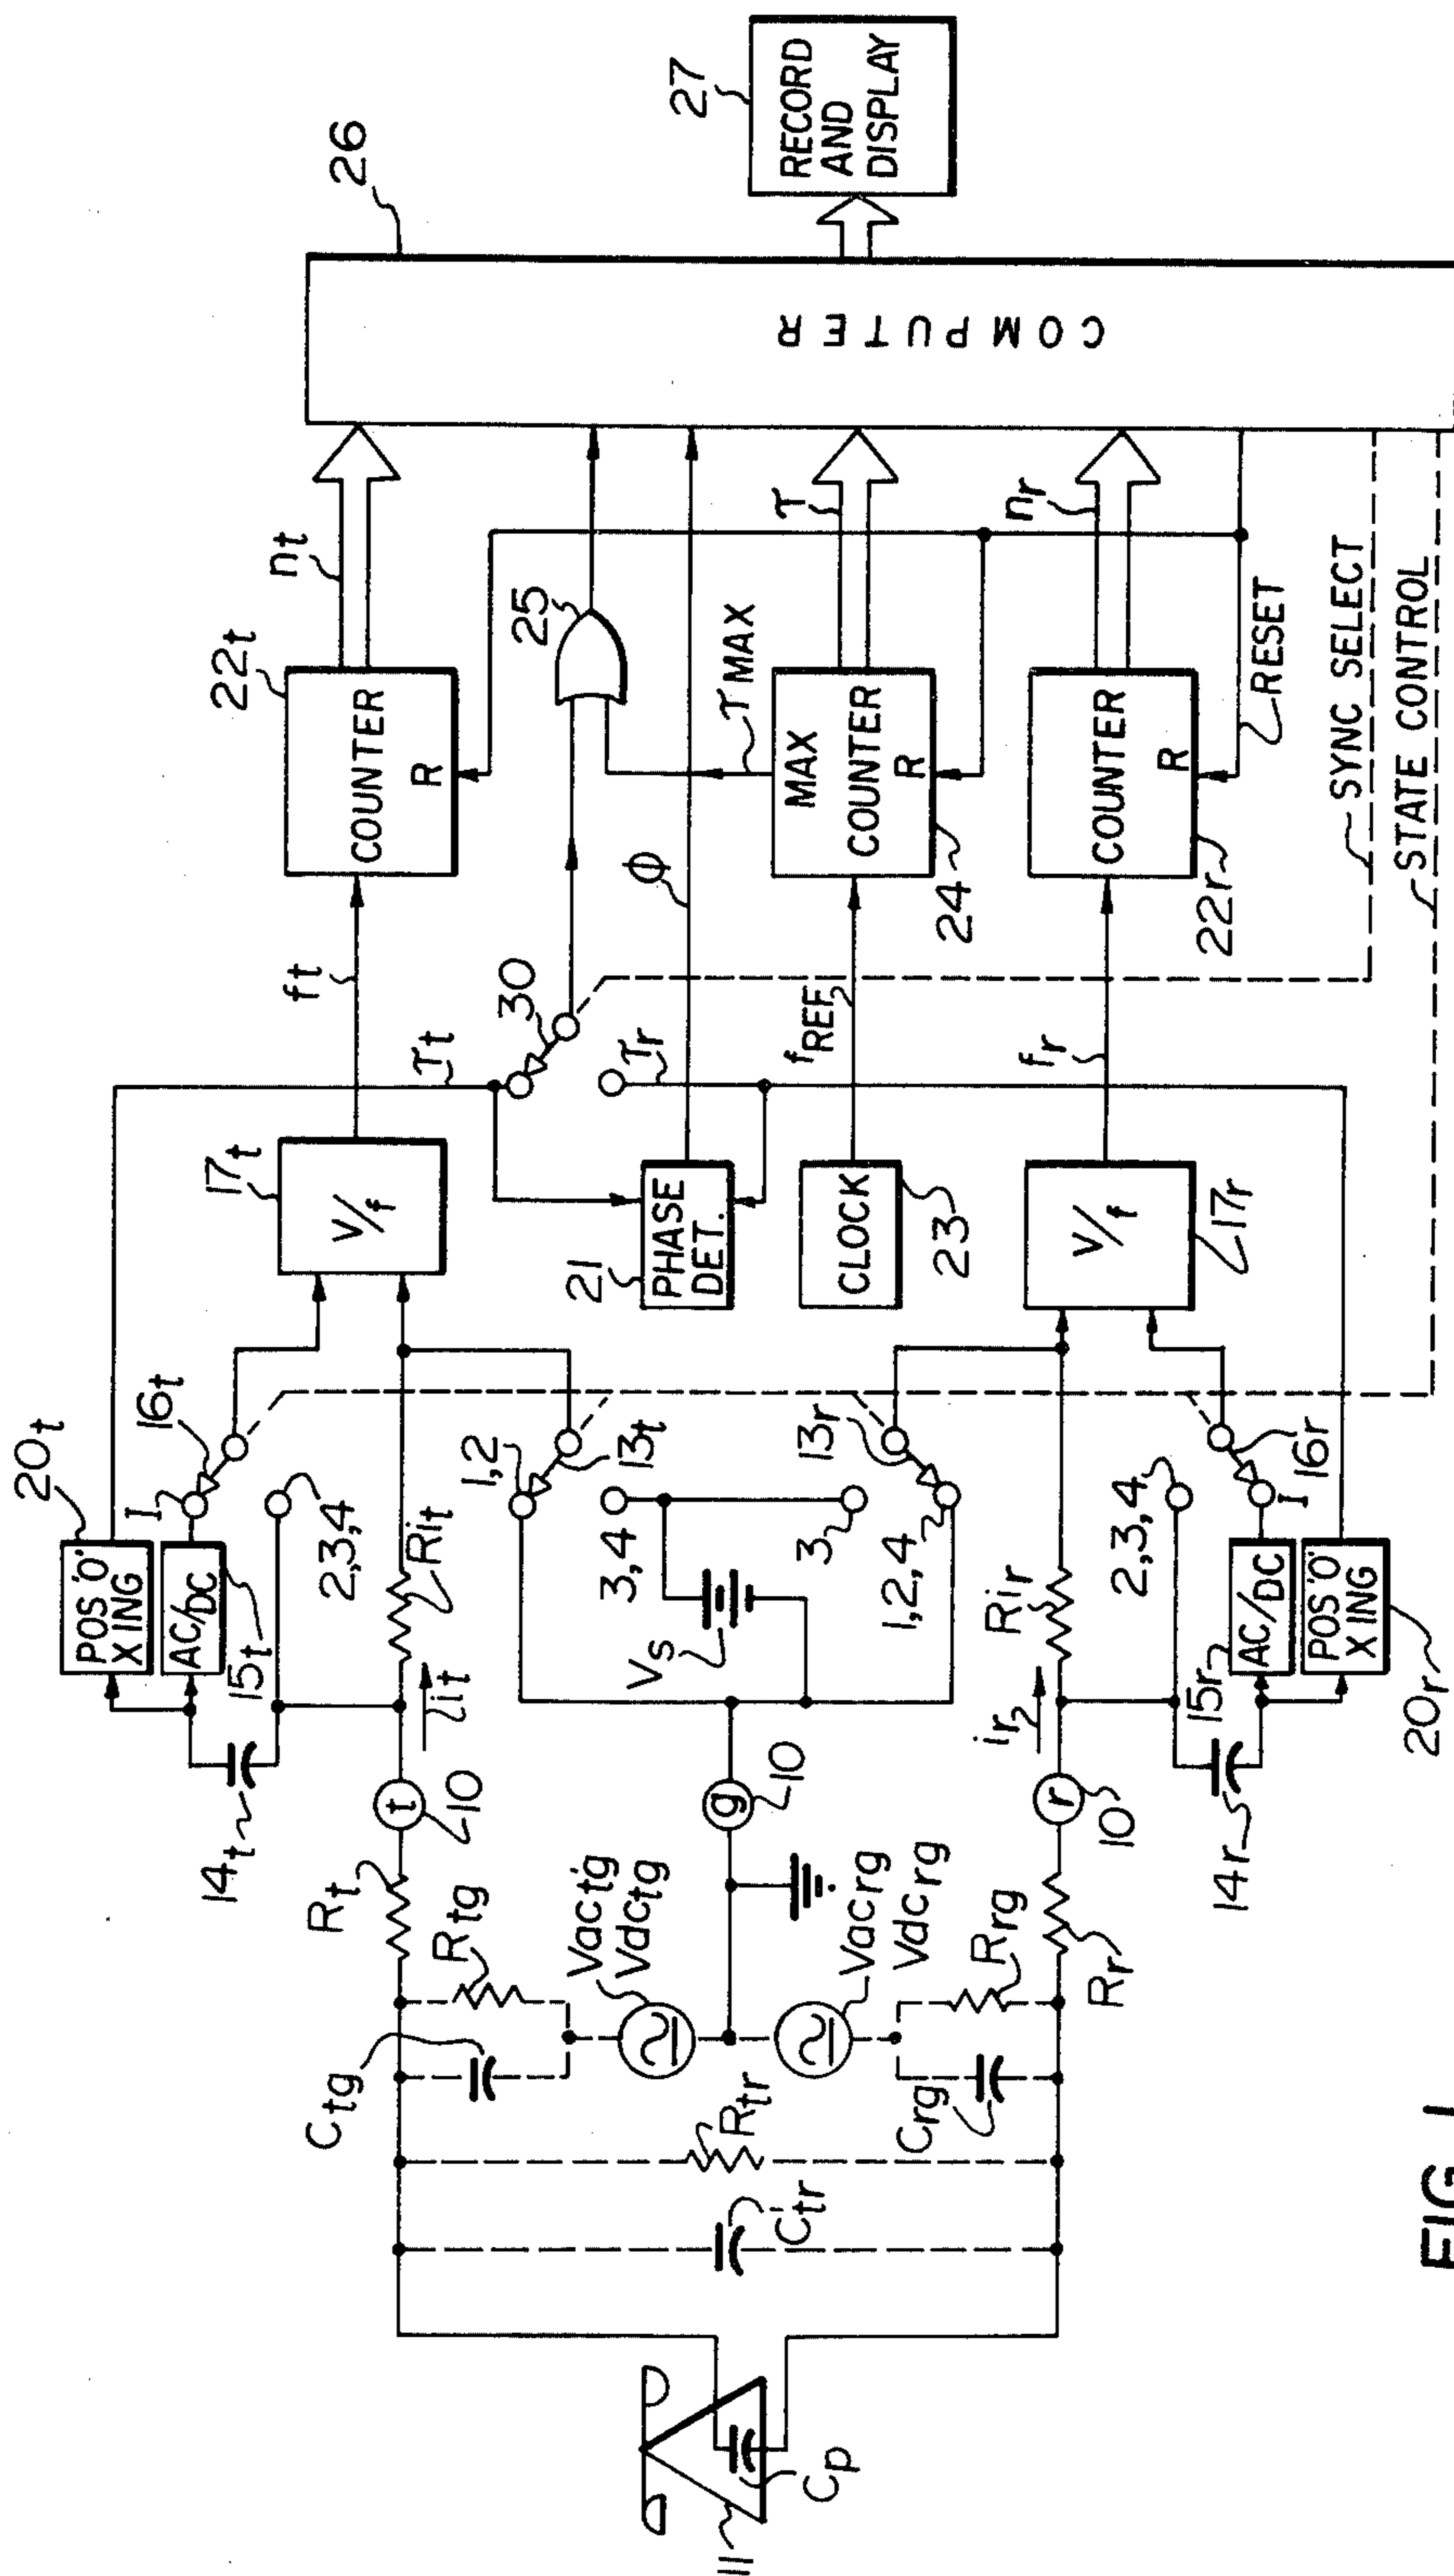 20t
POS '0'
X ING
I
16t
AC/DC
15t
14t
2,3,4
iit
Rit
t
10
Rt
Rtg
Ctg
Vactg
Vdctg
17t
V/f
ft
22t
COUNTER
R
nt
26
COMPUTER
27
RECORD
AND
DISPLAY
τt
30
τr
25
1,2
13t
3,4
3
Vs
13r
1,2,4
g
10
21
PHASE
DET.
ϕ
τMAX
CLOCK
23
fREF
MAX
COUNTER
R
24
τ
Vacrg
Vdcrg
Rrg
Crg
Rtr
Ctr
11
Cp
Rr
r
10
ir
Rir
17r
V/f
fr
COUNTER
R
22r
nr
RESET
2,3,4
16r
I
14r
15r
AC/DC
POS '0'
X ING
20r
SYNC SELECT
STATE CONTROL
FIG. 1